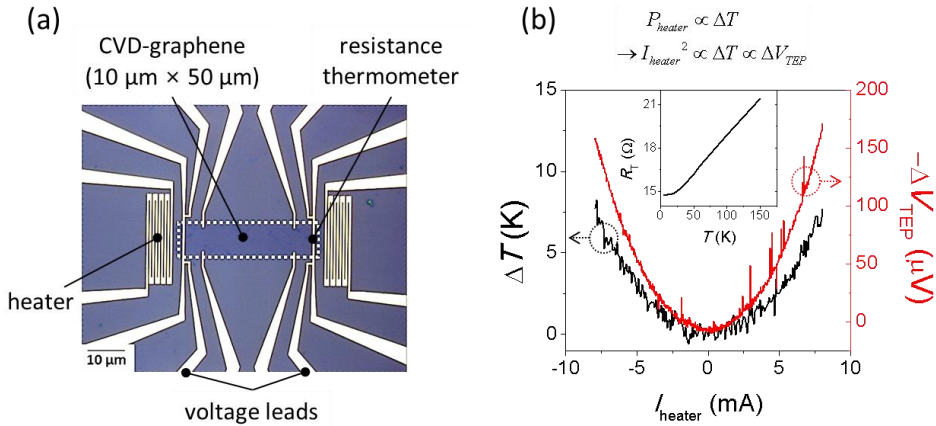 (a)
CVD-graphene
(10 μm × 50 μm)
resistance
thermometer
heater
10 μm
voltage leads
(b)
P_heater ∝ ΔT
→ I_heater² ∝ ΔT ∝ ΔV_TEP
15
10
5
0
ΔT (K)
21
18
15
R_T (Ω)
0
50
100
150
T (K)
200
150
100
50
0
-50
−ΔV_TEP (μV)
-10
-5
0
5
10
I_heater (mA)